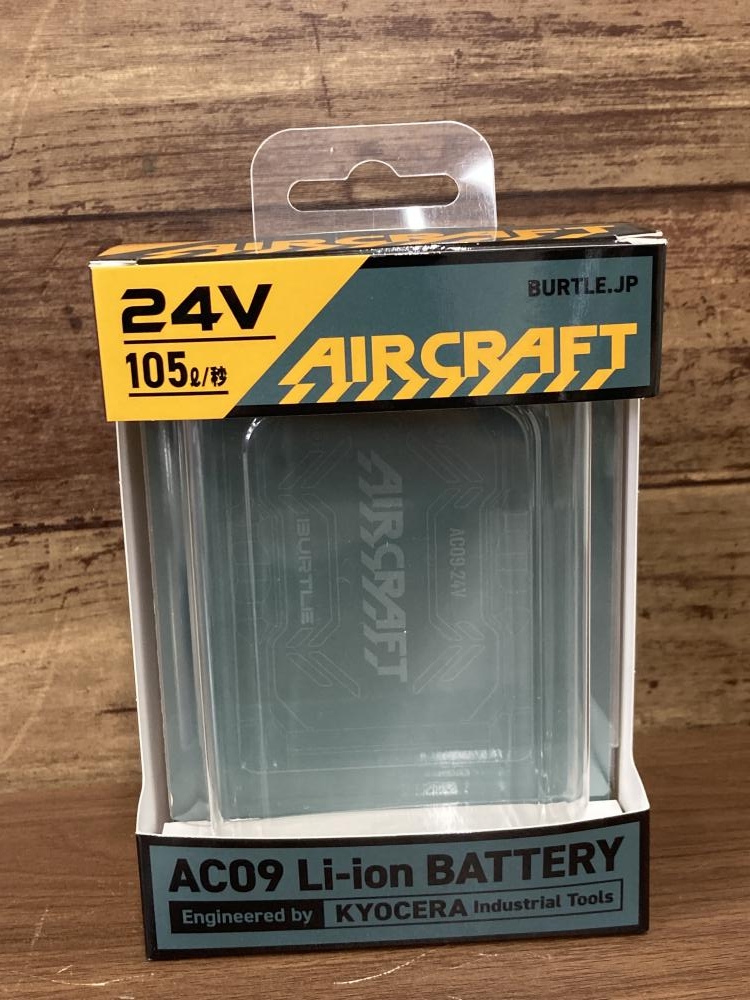 AIRCRAFT
24V
105ℓ/秒
BURTLE.JP
AIRCRAFT
AIRCRAFT
BURTLE
AC09-24V
AC09 Li-ion BATTERY
Engineered by KYOCERA Industrial Tools